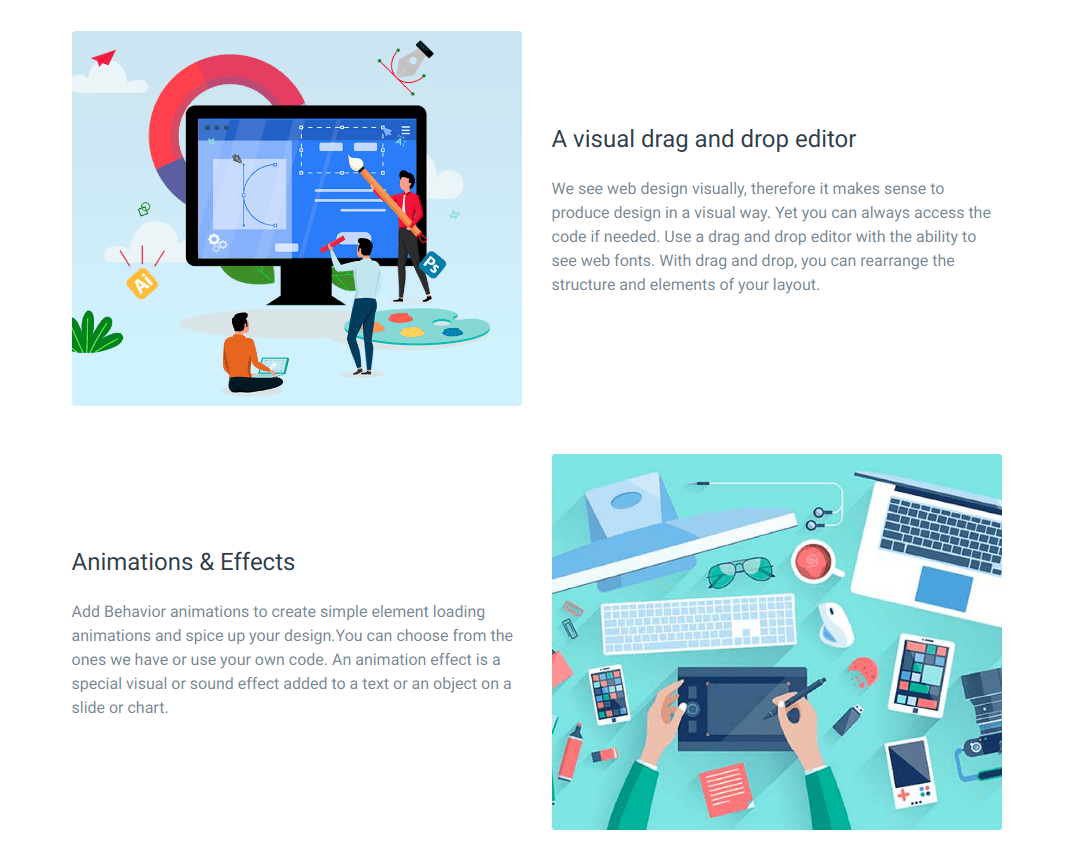 Ai
Ps
A visual drag and drop editor
We see web design visually, therefore it makes sense to
produce design in a visual way. Yet you can always access the
code if needed. Use a drag and drop editor with the ability to
see web fonts. With drag and drop, you can rearrange the
structure and elements of your layout.
Animations & Effects
Add Behavior animations to create simple element loading
animations and spice up your design.You can choose from the
ones we have or use your own code. An animation effect is a
special visual or sound effect added to a text or an object on a
slide or chart.